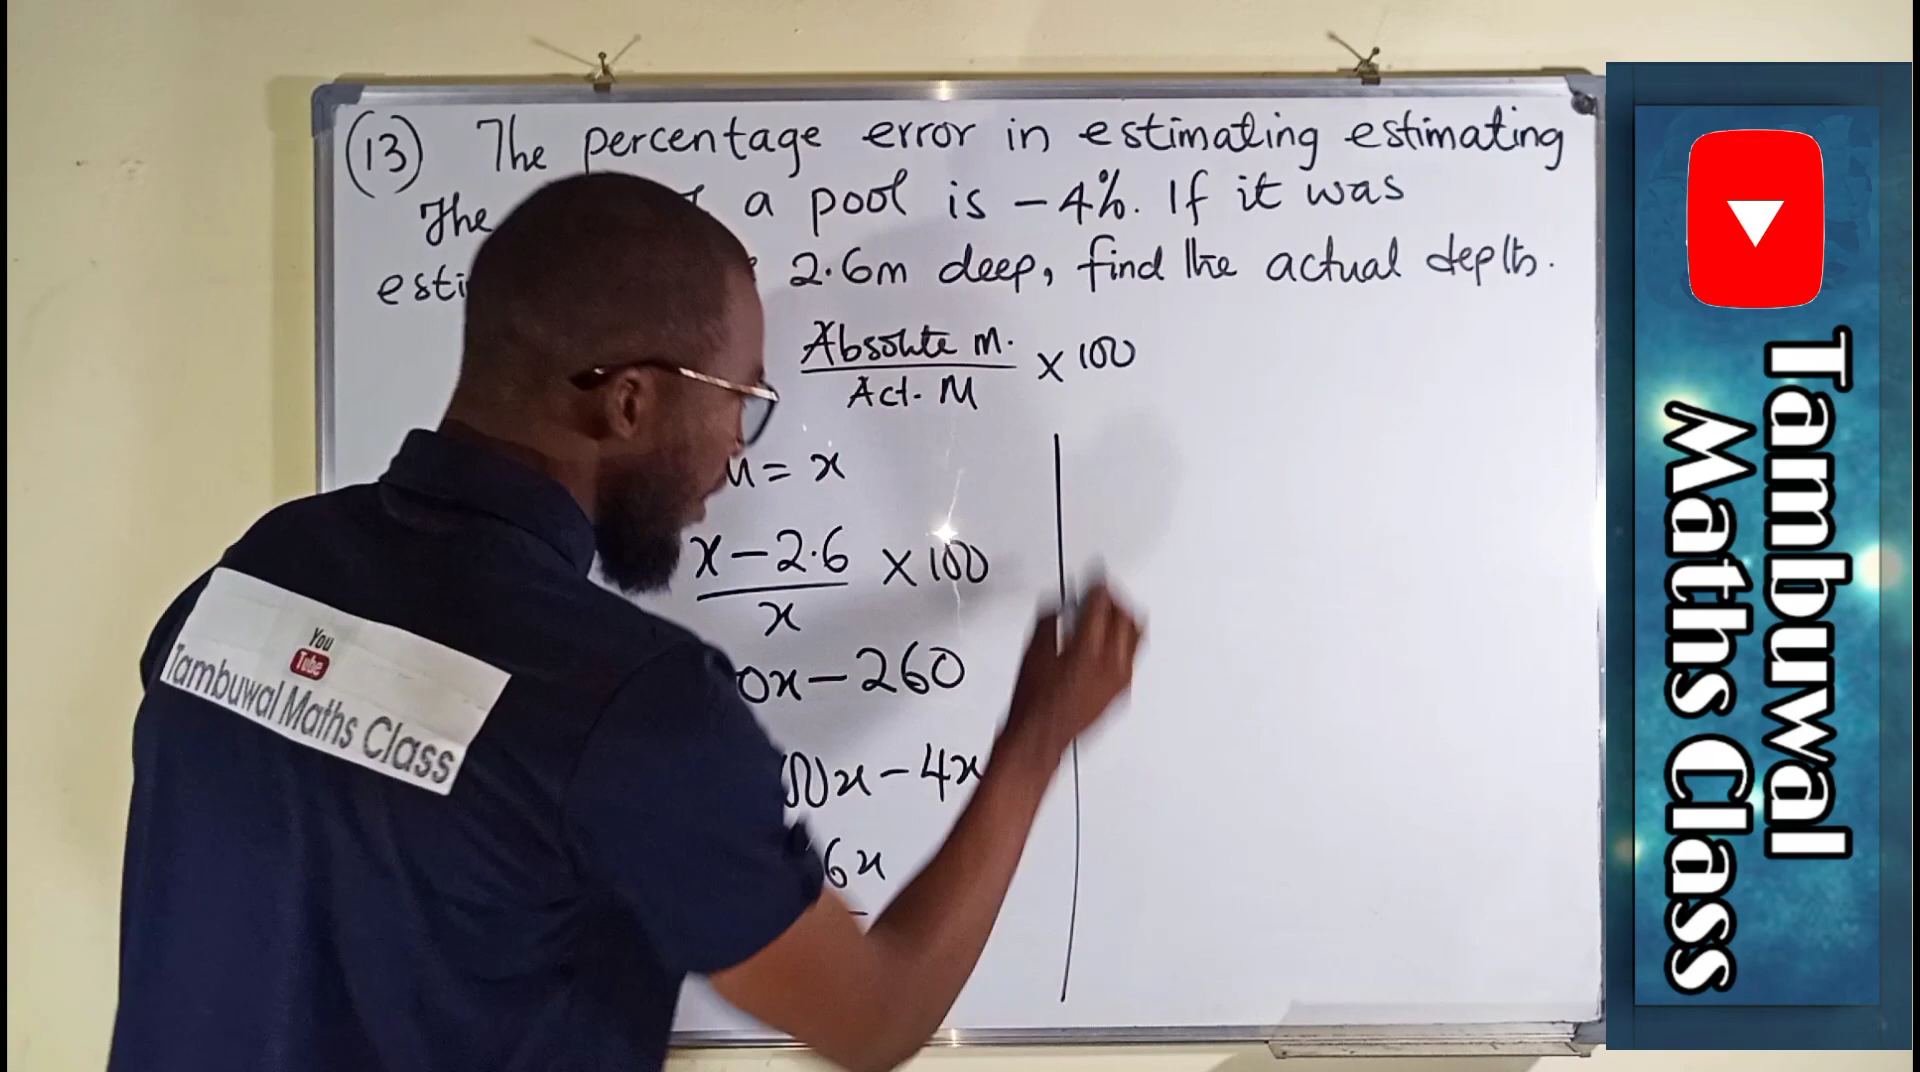 (13) The percentage error in estimating estimating
The a pool is -4%. If it was
2.6m deep, find the actual depth.
Absolute M. / Act. M × 100
= x
x - 2.6 / x × 100
0x - 260
00x - 4x
6x
You Tube
Tambuwal Maths Class
Tambuwal
Maths Class